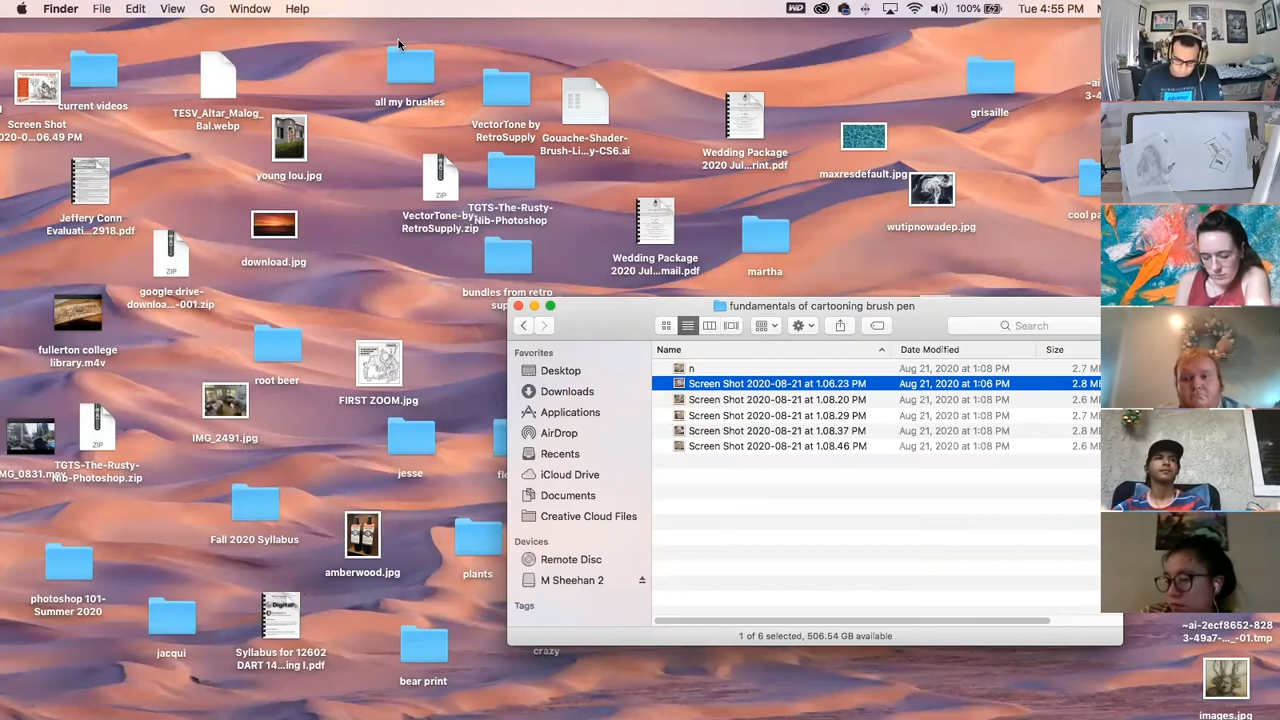 Finder File Edit View Go Window Help
100% Tue 4:55 PM
current videos
Screen Shot
2020-0...06.49 PM
TESV_Altar_Malog_
Bal.webp
all my brushes
VectorTone by
RetroSupply
Gouache-Shader-
Brush-Li...y-CS6.ai
Wedding Package
2020 Jul...rint.pdf
maxresdefault.jpg
grisaille
young lou.jpg
ZIP
VectorTone-by-
RetroSupply.zip
TGTS-The-Rusty-
Nib-Photoshop
wutipnowadep.jpg
Jeffery Conn
Evaluati...2918.pdf
download.jpg
Wedding Package
2020 Jul...mail.pdf
martha
ZIP
google drive-
downloa...-001.zip
bundles from retro
fullerton college
library.m4v
root beer
FIRST ZOOM.jpg
IMG_2491.jpg
ZIP
TGTS-The-Rusty-
Nib-Photoshop.zip
jesse
Fall 2020 Syllabus
amberwood.jpg
plants
photoshop 101-
Summer 2020
jacqui
Digital
Syllabus for 12602
DART 14...ing I.pdf
bear print
crazy
fundamentals of cartooning brush pen
Search
Favorites
Desktop
Downloads
Applications
AirDrop
Recents
iCloud Drive
Documents
Creative Cloud Files
Devices
Remote Disc
M Sheehan 2
Tags
Name Date Modified Size
n Aug 21, 2020 at 1:08 PM 2.7
Screen Shot 2020-08-21 at 1.06.23 PM Aug 21, 2020 at 1:06 PM 2.8
Screen Shot 2020-08-21 at 1.08.20 PM Aug 21, 2020 at 1:08 PM 2.6
Screen Shot 2020-08-21 at 1.08.29 PM Aug 21, 2020 at 1:08 PM 2.6
Screen Shot 2020-08-21 at 1.08.37 PM Aug 21, 2020 at 1:08 PM 2.8
Screen Shot 2020-08-21 at 1.08.46 PM Aug 21, 2020 at 1:08 PM 2.6
1 of 6 selected, 506.54 GB available
~ai-2ecf8652-828
3-49a7-..._-01.tmp
images.jpg